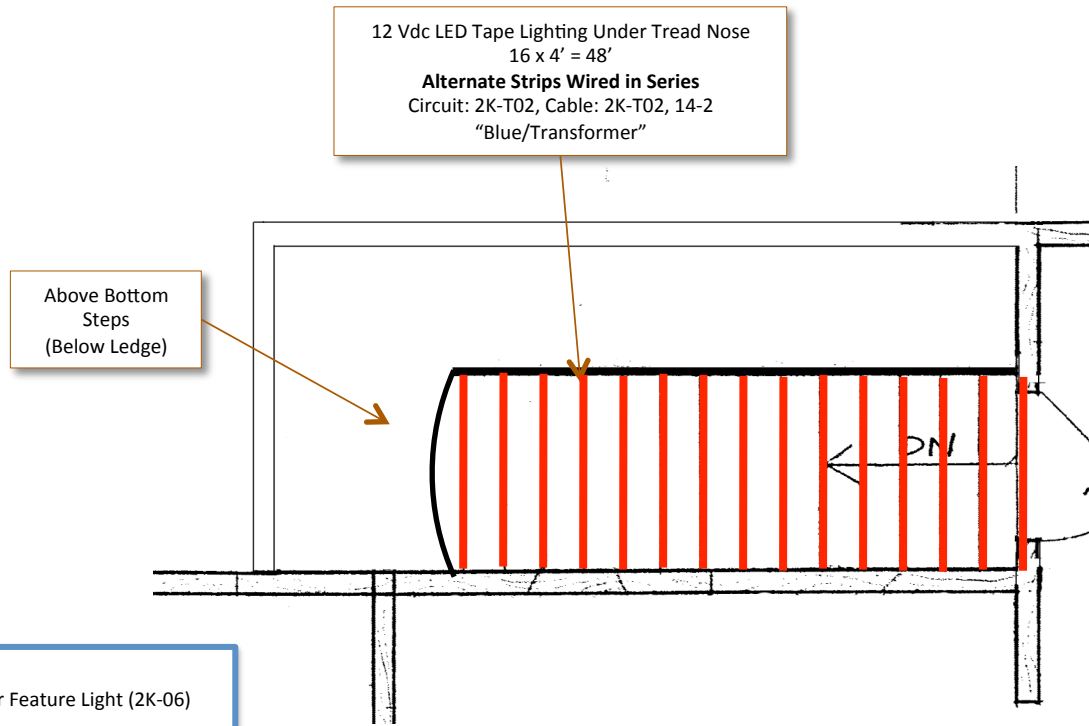 12 Vdc LED Tape Lighting Under Tread Nose
16 x 4’ = 48’
Alternate Strips Wired in Series
Circuit: 2K-T02, Cable: 2K-T02, 14-2
“Blue/Transformer”
Above Bottom
Steps
(Below Ledge)
DN
r Feature Light (2K-06)